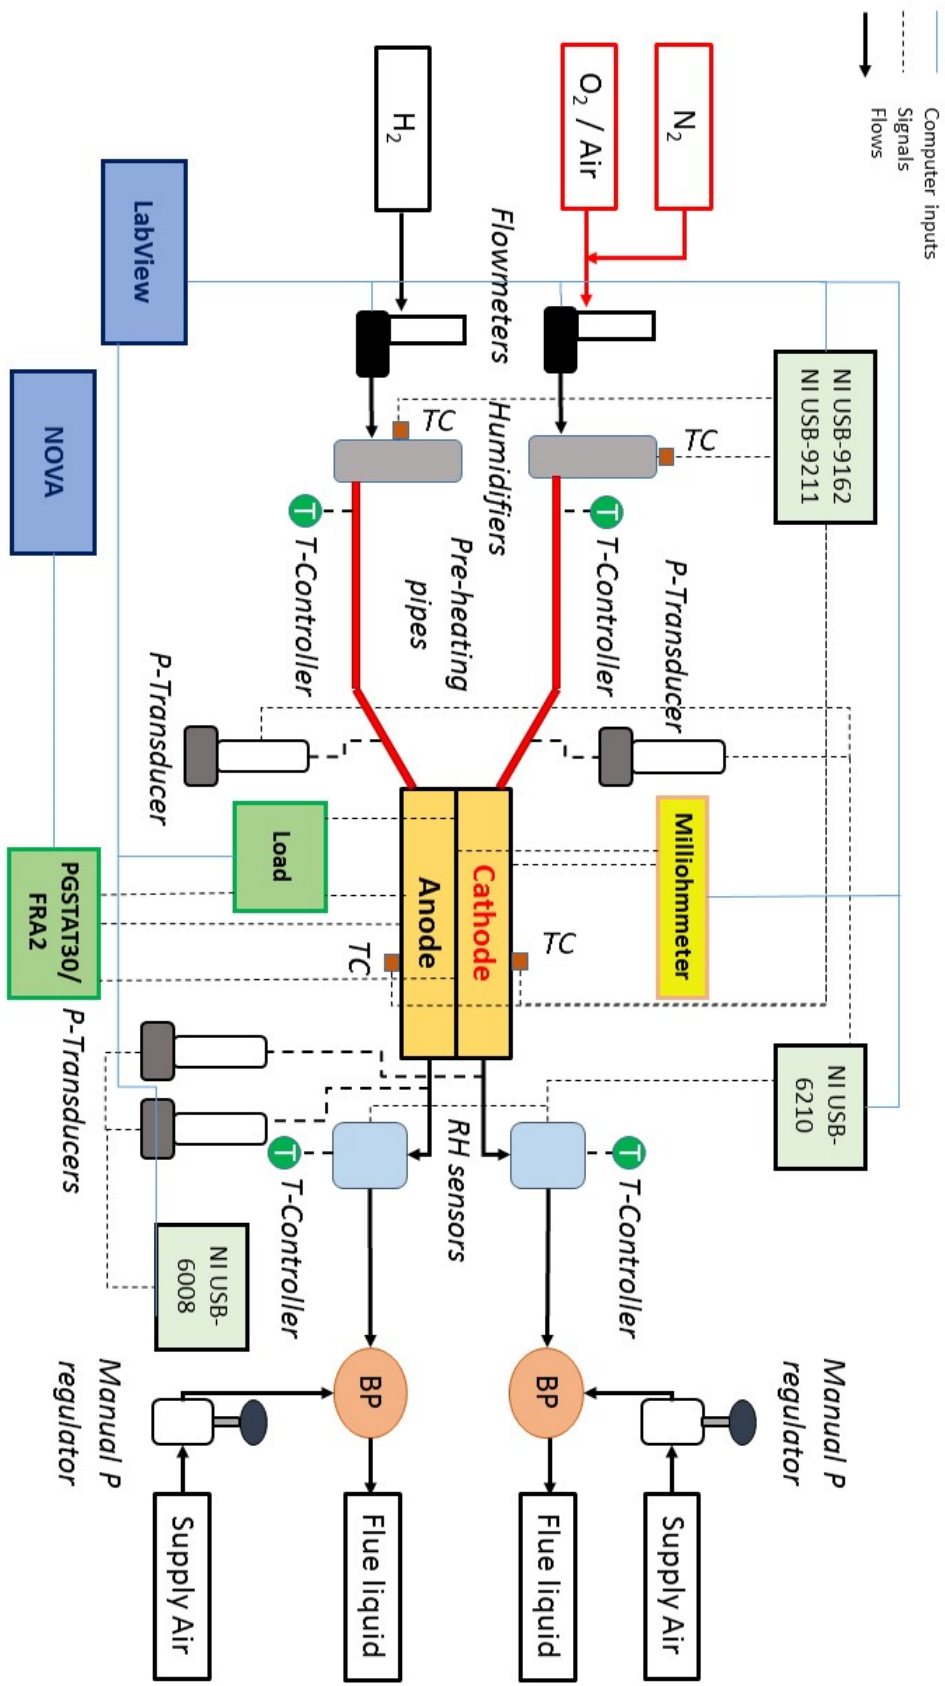 Computer inputs
Signals
Flows
N2
O2 / Air
H2
Flowmeters
LabView
NOVA
NI USB-9162
NI USB-9211
TC
TC
Humidifiers
T-Controller
T
T-Controller
T
Pre-heating
pipes
P-Transducer
P-Transducer
Milliohmmeter
Load
Cathode
Anode
PGSTAT30/
FRA2
TC
TC
NI USB-
6210
P-Transducers
RH sensors
T
T-Controller
T
T-Controller
NI USB-
6008
BP
BP
Manual P
regulator
Manual P
regulator
Supply Air
Flue liquid
Flue liquid
Supply Air